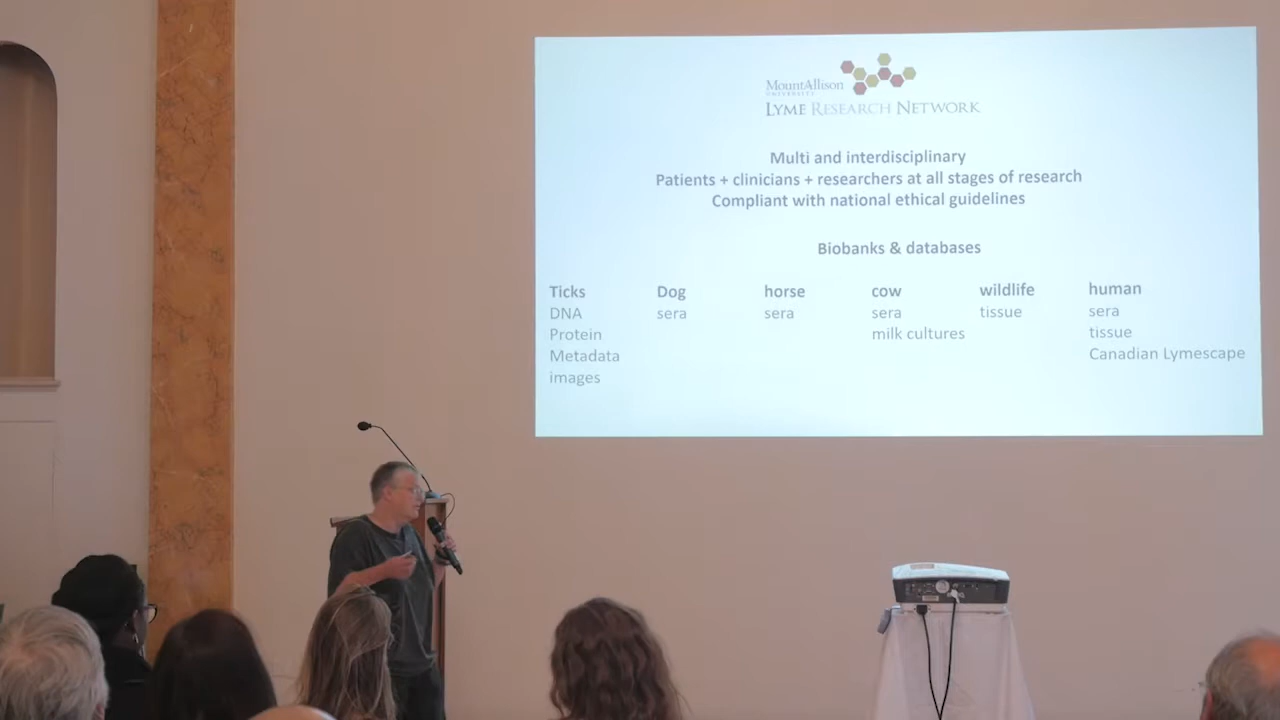 MountAllison
UNIVERSITY
LYME RESEARCH NETWORK
Multi and interdisciplinary
Patients + clinicians + researchers at all stages of research
Compliant with national ethical guidelines
Biobanks & databases
Ticks Dog horse cow wildlife human
DNA sera sera sera tissue sera
Protein milk cultures tissue
Metadata Canadian Lymescape
images